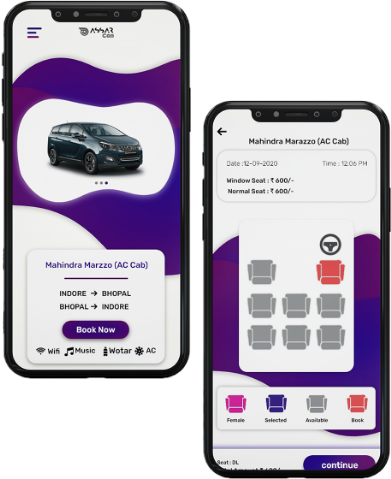 ASSAR
CAB
Mahindra Marzzo (AC Cab)
INDORE → BHOPAL
BHOPAL → INDORE
Book Now
Wifi Music Wotar AC
Mahindra Marazzo (AC Cab)
Date :12-09-2020 Time : 12:06 PM
Window Seat : ₹ 600/-
Normal Seat : ₹ 600/-
Female Selected Available Book
Seat: DL
continue